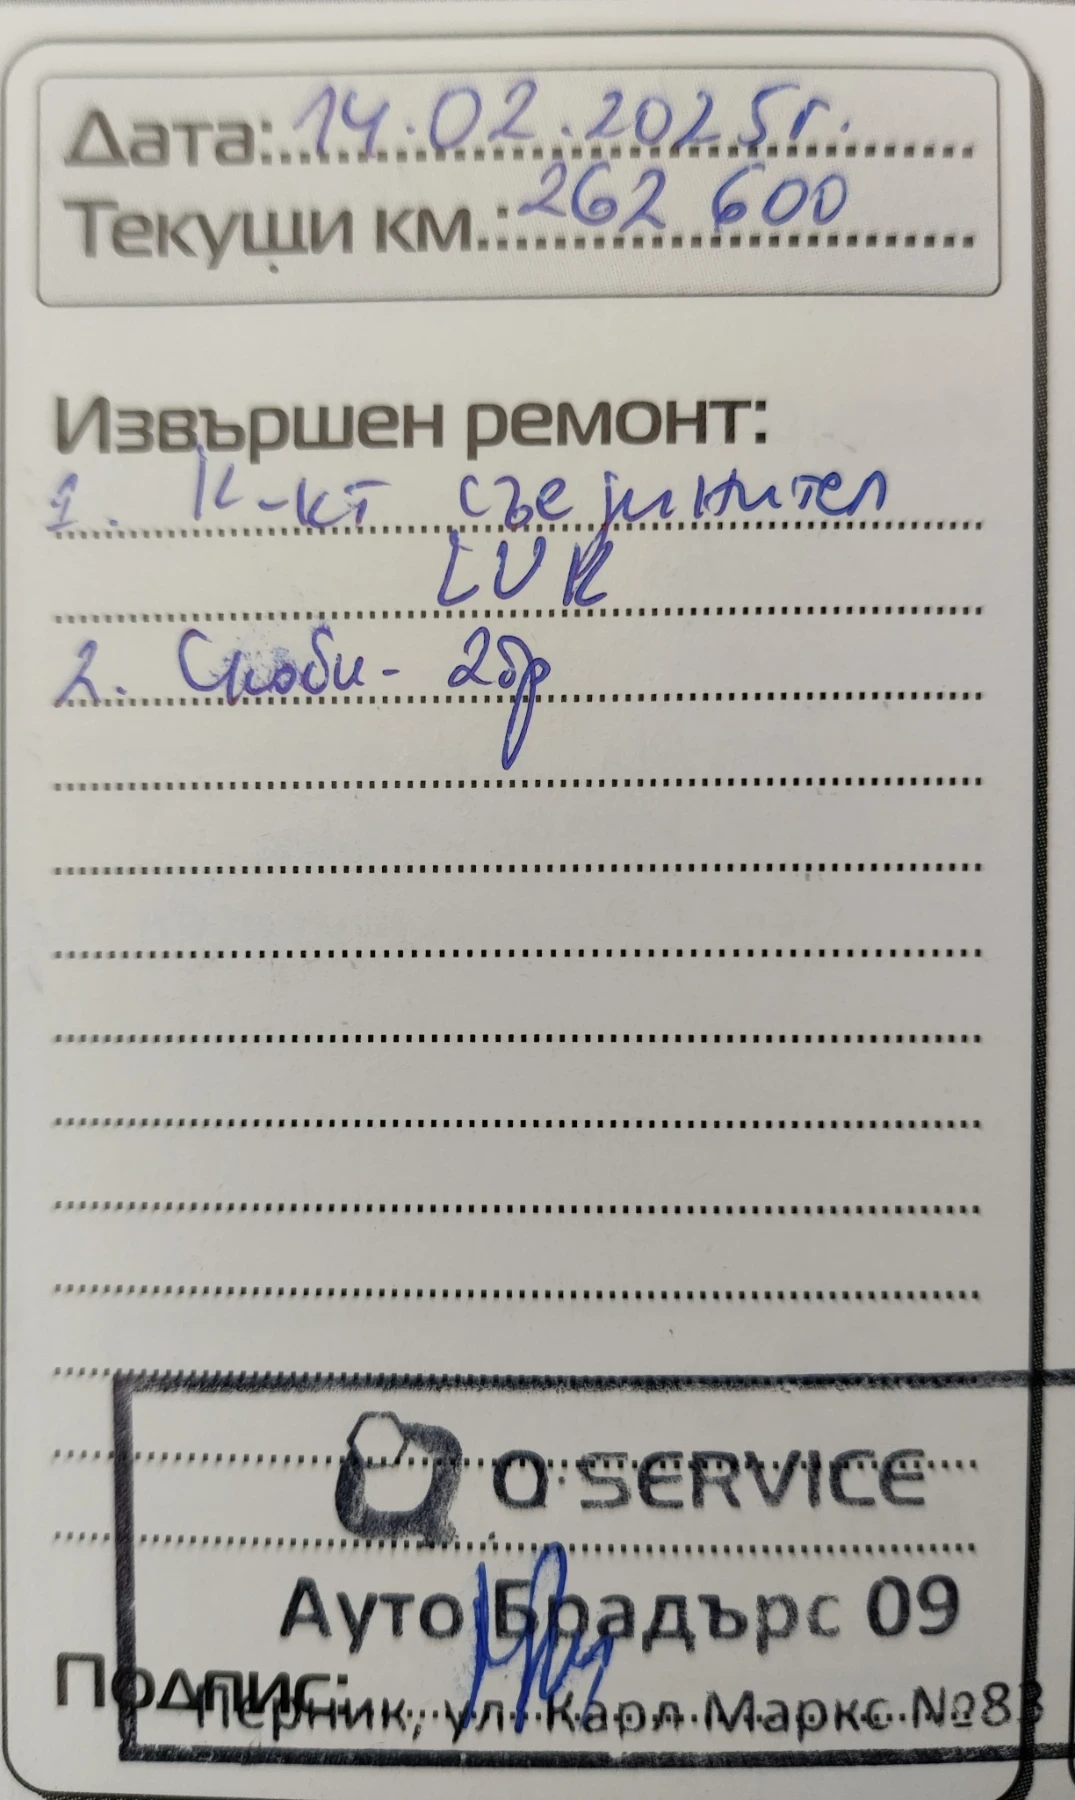 Дата: 14.02.2025г.
Текущи км.: 262 600
Извършен ремонт:
1. К-кт съединител
LUK
2. Скоби - 2бр
Q·SERVICE
Ауто Брадърс 09
Подпис:
Перник, ул. Карл Маркс №83